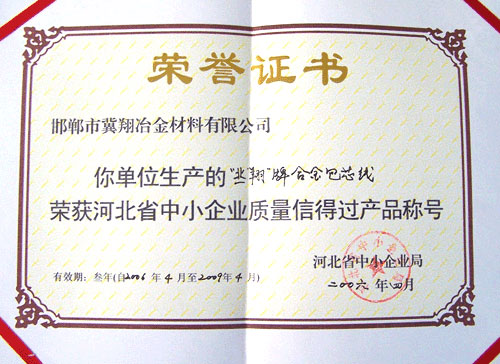 荣誉证书
邯郸市冀翔冶金材料有限公司
你单位生产的"翔"牌合金包芯线
荣获河北省中小企业质量信得过产品称号
河北省中小企业局
有效期：叁年(自2006年4月至2009年4月)
二00六年四月